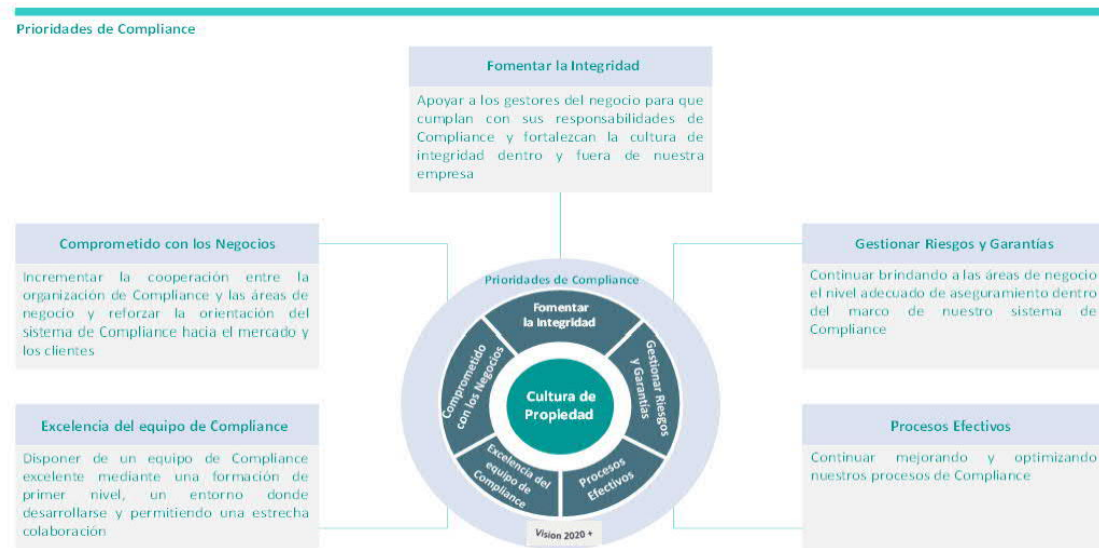 Prioridades de Compliance
Fomentar la Integridad
Apoyar a los gestores del negocio para que
cumplan con sus responsabilidades de
Compliance y fortalezcan la cultura de
integridad dentro y fuera de nuestra
empresa
Comprometido con los Negocios
Incrementar la cooperación entre la
organización de Compliance y las áreas de
negocio y reforzar la orientación del
sistema de Compliance hacia el mercado y
los clientes
Gestionar Riesgos y Garantías
Continuar brindando a las áreas de negocio
el nivel adecuado de aseguramiento dentro
del marco de nuestro sistema de
Compliance
Excelencia del equipo de Compliance
Disponer de un equipo de Compliance
excelente mediante una formación de
primer nivel, un entorno donde
desarrollarse y permitiendo una estrecha
colaboración
Procesos Efectivos
Continuar mejorando y optimizando
nuestros procesos de Compliance
Prioridades de Compliance
Fomentar
la Integridad
Gestionar Riesgos
y Garantías
Procesos
Efectivos
Excelencia del
equipo de
Compliance
Comprometido
con los Negocios
Cultura de
Propiedad
Vision 2020 +